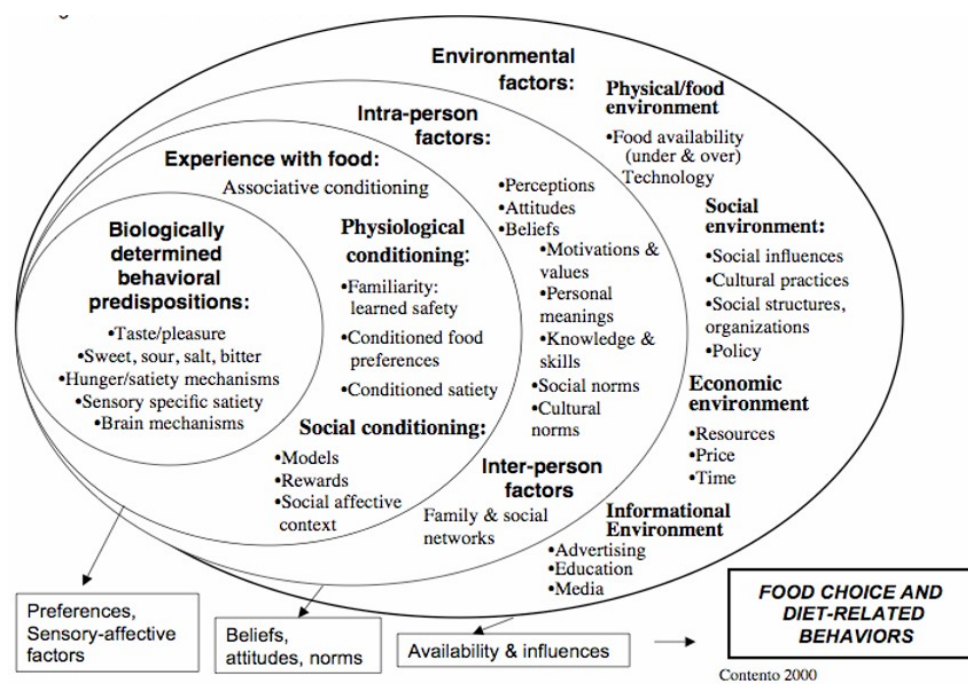 Environmental
factors:
Physical/food
environment
•Food availability
(under & over)
Technology
Social
environment:
•Social influences
•Cultural practices
•Social structures,
organizations
•Policy
Economic
environment
•Resources
•Price
•Time
Informational
Environment
•Advertising
•Education
•Media
Intra-person
factors:
•Perceptions
•Attitudes
•Beliefs
•Motivations &
values
•Personal
meanings
•Knowledge &
skills
•Social norms
•Cultural
norms
Inter-person
factors
Family & social
networks
Experience with food:
Associative conditioning
Physiological
conditioning:
•Familiarity:
learned safety
•Conditioned food
preferences
•Conditioned satiety
Social conditioning:
•Models
•Rewards
•Social affective
context
Biologically
determined
behavioral
predispositions:
•Taste/pleasure
•Sweet, sour, salt, bitter
•Hunger/satiety mechanisms
•Sensory specific satiety
•Brain mechanisms
Preferences,
Sensory-affective
factors
Beliefs,
attitudes, norms
Availability & influences
FOOD CHOICE AND
DIET-RELATED
BEHAVIORS
Contento 2000